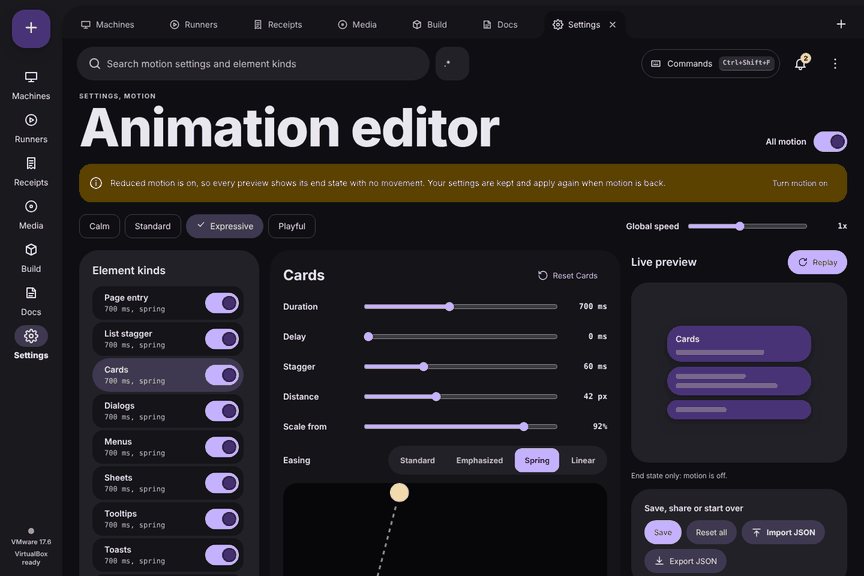 Machines
Runners
Receipts
Media
Build
Docs
Settings
VMware 17.6
VirtualBox
ready
Machines Runners Receipts Media Build Docs Settings
Search motion settings and element kinds
.*
Commands Ctrl+Shift+F
2
SETTINGS, MOTION
Animation editor
All motion
Reduced motion is on, so every preview shows its end state with no movement. Your settings are kept and apply again when motion is back.
Turn motion on
Calm Standard Expressive Playful
Global speed 1x
Element kinds
Page entry
700 ms, spring
List stagger
700 ms, spring
Cards
700 ms, spring
Dialogs
700 ms, spring
Menus
700 ms, spring
Sheets
700 ms, spring
Tooltips
700 ms, spring
Toasts
700 ms, spring
Cards
Reset Cards
Duration 700 ms
Delay 0 ms
Stagger 60 ms
Distance 42 px
Scale from 92%
Easing Standard Emphasized Spring Linear
Live preview
Replay
Cards
End state only: motion is off.
Save, share or start over
Save Reset all Import JSON
Export JSON